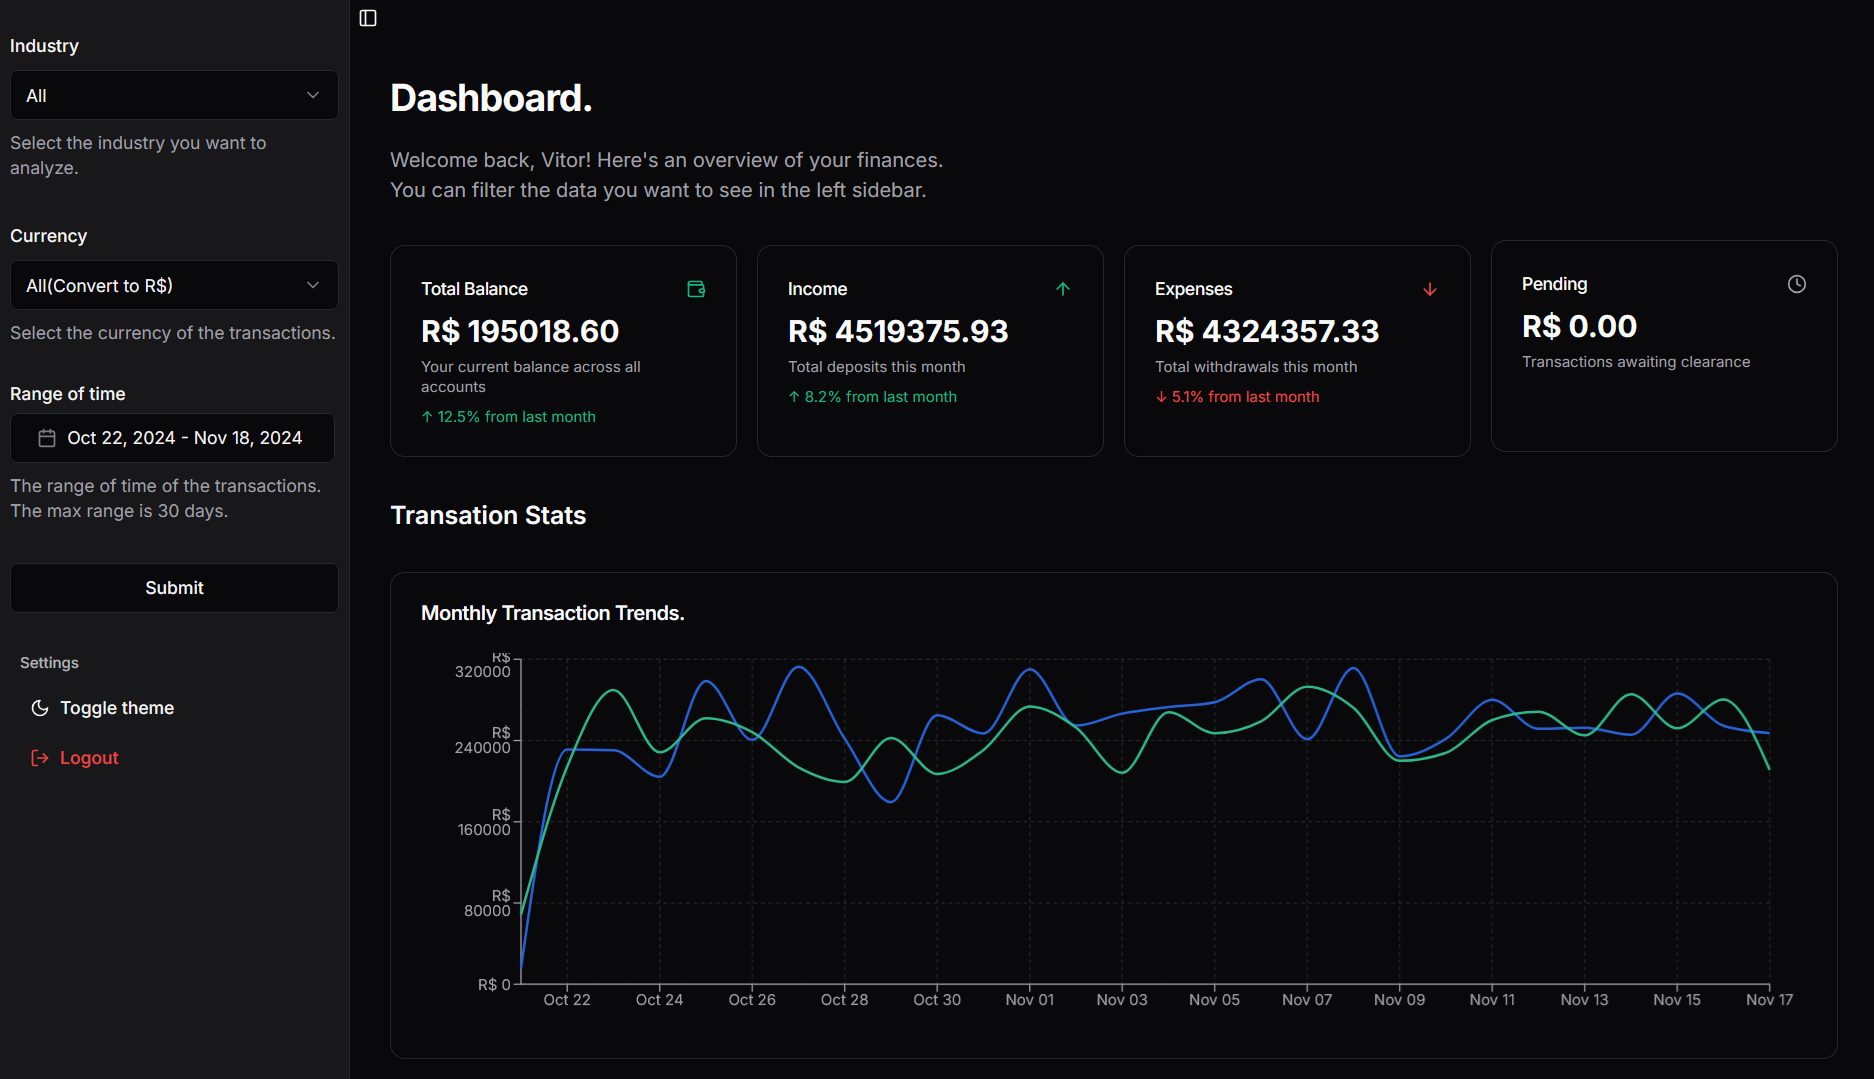 Industry
All
Select the industry you want to
analyze.
Currency
All(Convert to R$)
Select the currency of the transactions.
Range of time
Oct 22, 2024 - Nov 18, 2024
The range of time of the transactions.
The max range is 30 days.
Submit
Settings
Toggle theme
Logout
Dashboard.
Welcome back, Vitor! Here's an overview of your finances.
You can filter the data you want to see in the left sidebar.
Total Balance
R$ 195018.60
Your current balance across all
accounts
↑ 12.5% from last month
Income
R$ 4519375.93
Total deposits this month
↑ 8.2% from last month
Expenses
R$ 4324357.33
Total withdrawals this month
↓ 5.1% from last month
Pending
R$ 0.00
Transactions awaiting clearance
Transation Stats
Monthly Transaction Trends.
R$
320000
R$
240000
R$
160000
R$
80000
R$ 0
Oct 22 Oct 24 Oct 26 Oct 28 Oct 30 Nov 01 Nov 03 Nov 05 Nov 07 Nov 09 Nov 11 Nov 13 Nov 15 Nov 17